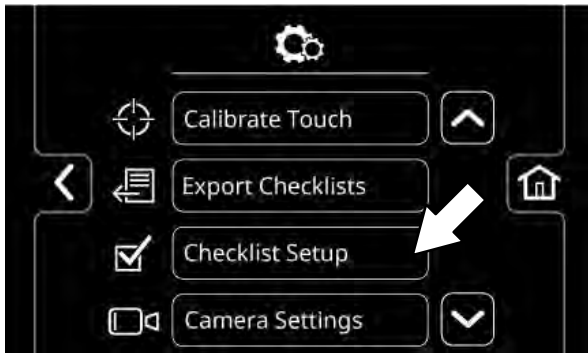 Calibrate Touch
Export Checklists
Checklist Setup
Camera Settings